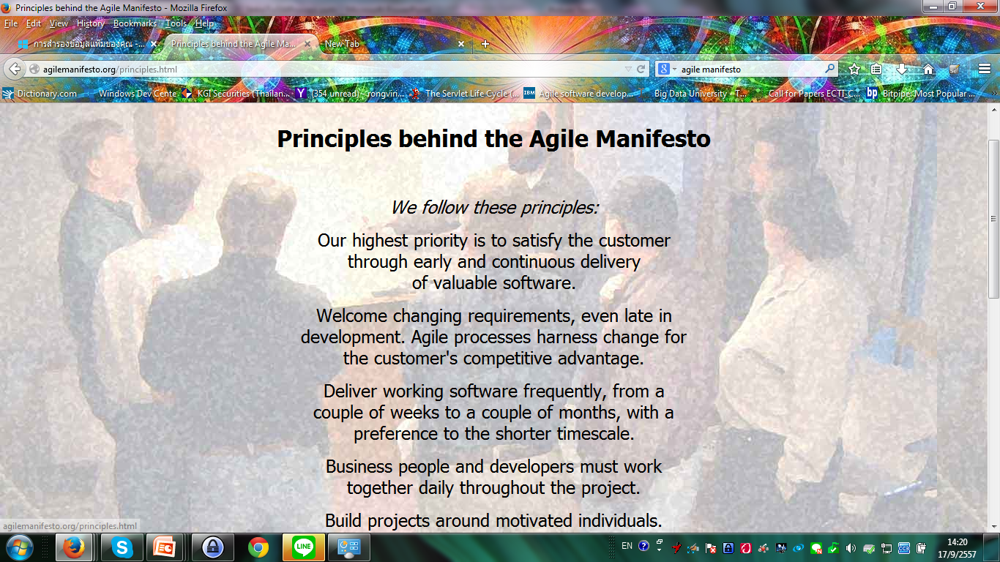 Principles behind the Agile Manifesto - Mozilla Firefox
File Edit View History Bookmarks Tools Help
การสำรองข้อมูลแฟ้มของคุณ -... Principles behind the Agile Ma... New Tab
agilemanifesto.org/principles.html agile manifesto
Dictionary.com Windows Dev Cente KGI Securities (Thailan... (354 unread) - rongvirin... The Servlet Life Cycle (... IBM Agile software develop... Big Data University - T... Call for Papers ECTI_C... bp Bitpipe: Most Popular ...
Principles behind the Agile Manifesto
We follow these principles:
Our highest priority is to satisfy the customer
through early and continuous delivery
of valuable software.
Welcome changing requirements, even late in
development. Agile processes harness change for
the customer's competitive advantage.
Deliver working software frequently, from a
couple of weeks to a couple of months, with a
preference to the shorter timescale.
Business people and developers must work
together daily throughout the project.
Build projects around motivated individuals.
agilemanifesto.org/principles.html
LINE EN 14:20
17/9/2557